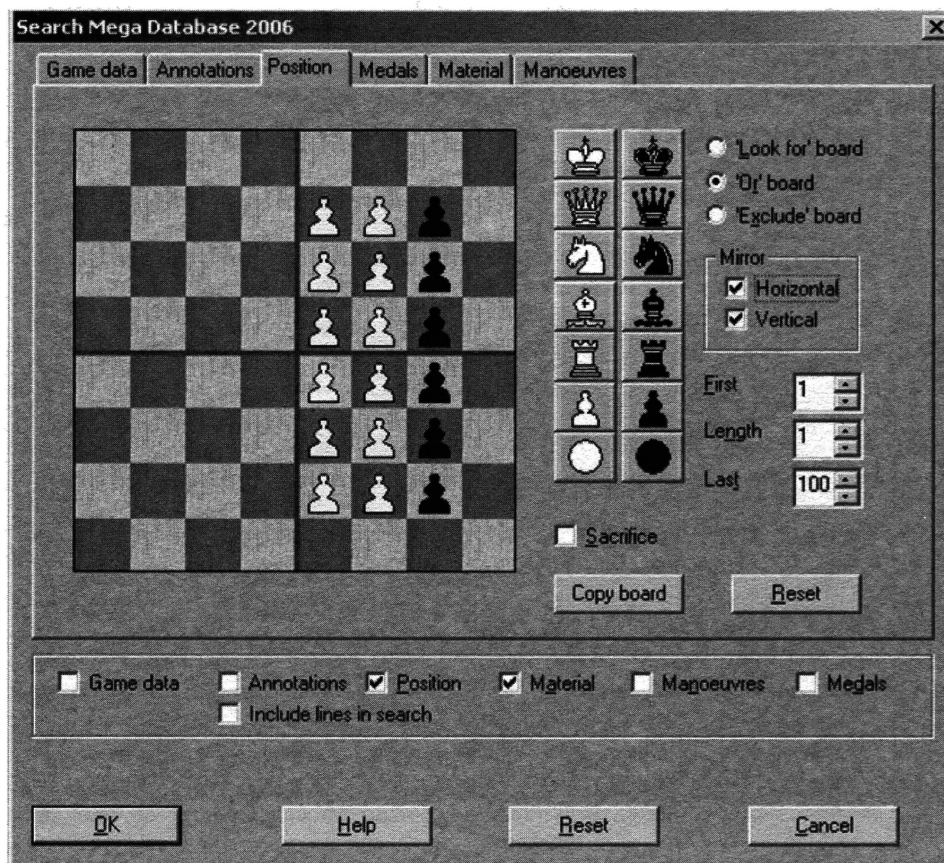 Search Mega Database 2006
Game data Annotations Position Medals Material Manoeuvres
'Look for' board
'Or' board
'Exclude' board
Mirror
Horizontal
Vertical
First 1
Length 1
Last 100
Sacrifice
Copy board Reset
Game data Annotations Position Material Manoeuvres Medals
Include lines in search
OK Help Reset Cancel